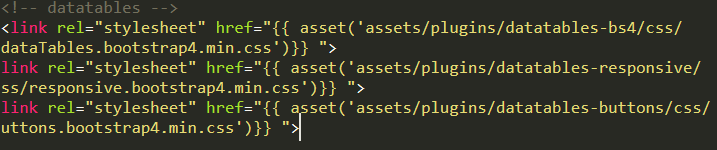 <!-- datatables -->
<link rel="stylesheet" href="{{ asset('assets/plugins/datatables-bs4/css/
dataTables.bootstrap4.min.css')}} ">
link rel="stylesheet" href="{{ asset('assets/plugins/datatables-responsive/
ss/responsive.bootstrap4.min.css')}} ">
link rel="stylesheet" href="{{ asset('assets/plugins/datatables-buttons/css/
uttons.bootstrap4.min.css')}} ">